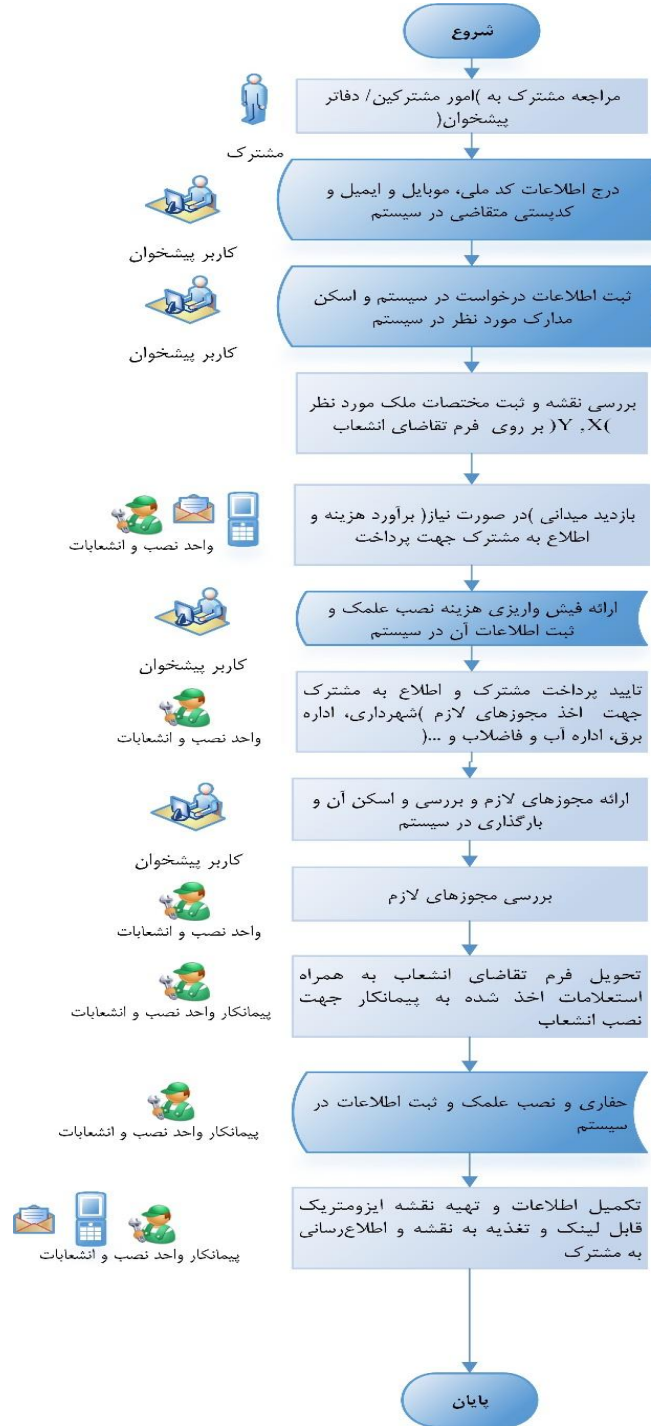 شروع
مراجعه مشترک به )امور مشترکین/ دفاتر
پیشخوان(
مشترک
درج اطلاعات کد ملی، موبایل و ایمیل و
کدپستی متقاضی در سیستم
کاربر پیشخوان
ثبت اطلاعات درخواست در سیستم و اسکن
مدارک مورد نظر در سیستم
کاربر پیشخوان
بررسی نقشه و ثبت مختصات ملک مورد نظر
)X , Y( بر روی فرم تقاضای انشعاب
بازدید میدانی )در صورت نیاز( برآورد هزینه و
اطلاع به مشترک جهت پرداخت
واحد نصب و انشعابات
ارائه فیش واریزی هزینه نصب علمک و
ثبت اطلاعات آن در سیستم
کاربر پیشخوان
تایید پرداخت مشترک و اطلاع به مشترک
جهت اخذ مجوزهای لازم )شهرداری، اداره
برق، اداره آب و فاضلاب و ...(
واحد نصب و انشعابات
ارائه مجوزهای لازم و بررسی و اسکن آن و
بارگذاری در سیستم
کاربر پیشخوان
بررسی مجوزهای لازم
واحد نصب و انشعابات
تحویل فرم تقاضای انشعاب به همراه
استعلامات اخذ شده به پیمانکار جهت
نصب انشعاب
پیمانکار واحد نصب و انشعابات
حفاری و نصب علمک و ثبت اطلاعات در
سیستم
پیمانکار واحد نصب و انشعابات
تکمیل اطلاعات و تهیه نقشه ایزومتریک
قابل لینک و تغذیه به نقشه و اطلاع‌رسانی
به مشترک
پیمانکار واحد نصب و انشعابات
پایان